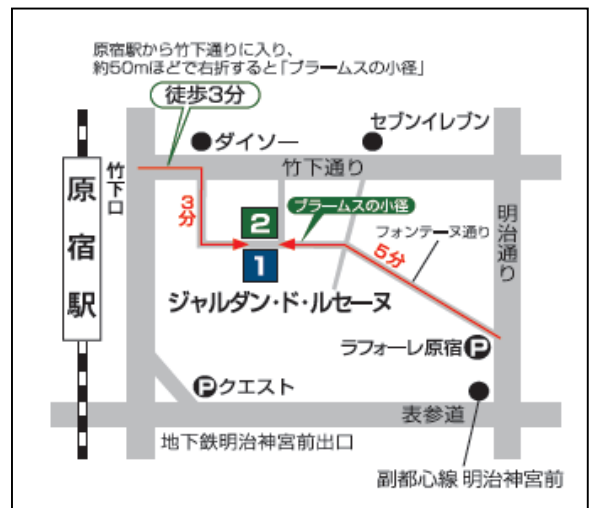 原宿駅から竹下通りに入り、
約50mほどで右折すると「ブラームスの小径」
徒歩3分
セブンイレブン
ダイソー
竹下口
竹下通り
原宿駅
3分
2
ブラームスの小径
明治通り
フォンテーヌ通り
1
5分
ジャルダン・ド・ルセーヌ
ラフォーレ原宿P
Pクエスト
表参道
地下鉄明治神宮前出口
副都心線 明治神宮前